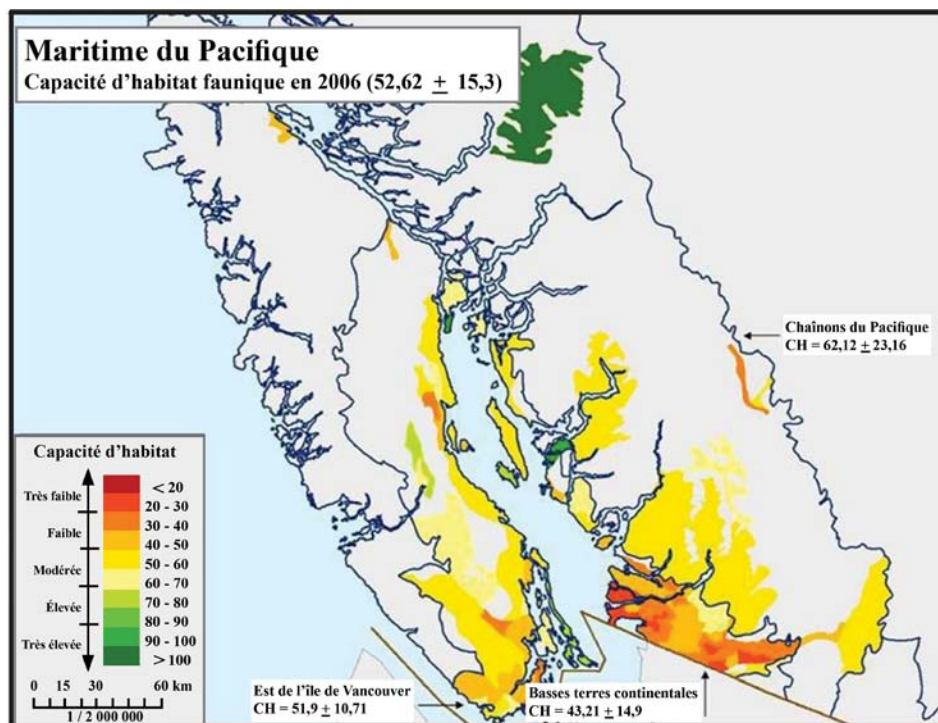 Maritime du Pacifique
Capacité d'habitat faunique en 2006 (52,62 ± 15,3)
Chaînons du Pacifique
CH = 62,12 ± 23,16
Capacité d'habitat
Très faible
Faible
Modérée
Élevée
Très élevée
< 20
20 - 30
30 - 40
40 - 50
50 - 60
60 - 70
70 - 80
80 - 90
90 - 100
> 100
0 15 30 60 km
1 / 2 000 000
Est de l'île de Vancouver
CH = 51,9 ± 10,71
Basses terres continentales
CH = 43,21 ± 14,9